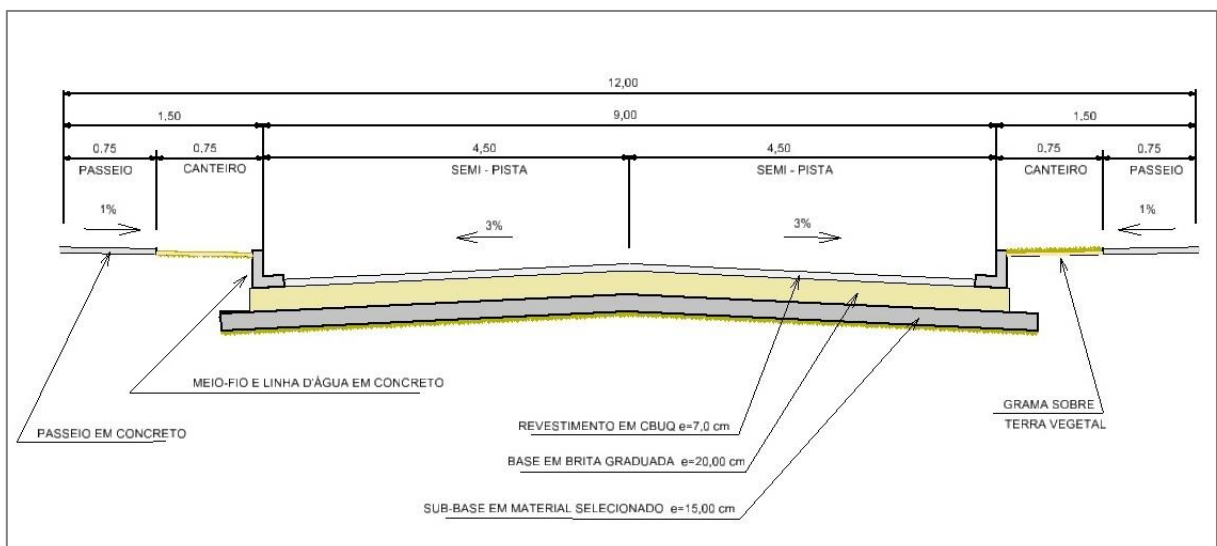 12,00
1,50 9,00 1,50
0,75 0,75 4,50 4,50 0,75 0,75
PASSEIO CANTEIRO SEMI - PISTA SEMI - PISTA CANTEIRO PASSEIO
1% 3% 3% 1%
MEIO-FIO E LINHA D'ÁGUA EM CONCRETO
PASSEIO EM CONCRETO
REVESTIMENTO EM CBUQ e=7,0 cm
BASE EM BRITA GRADUADA e=20,00 cm
SUB-BASE EM MATERIAL SELECIONADO e=15,00 cm
GRAMA SOBRE
TERRA VEGETAL